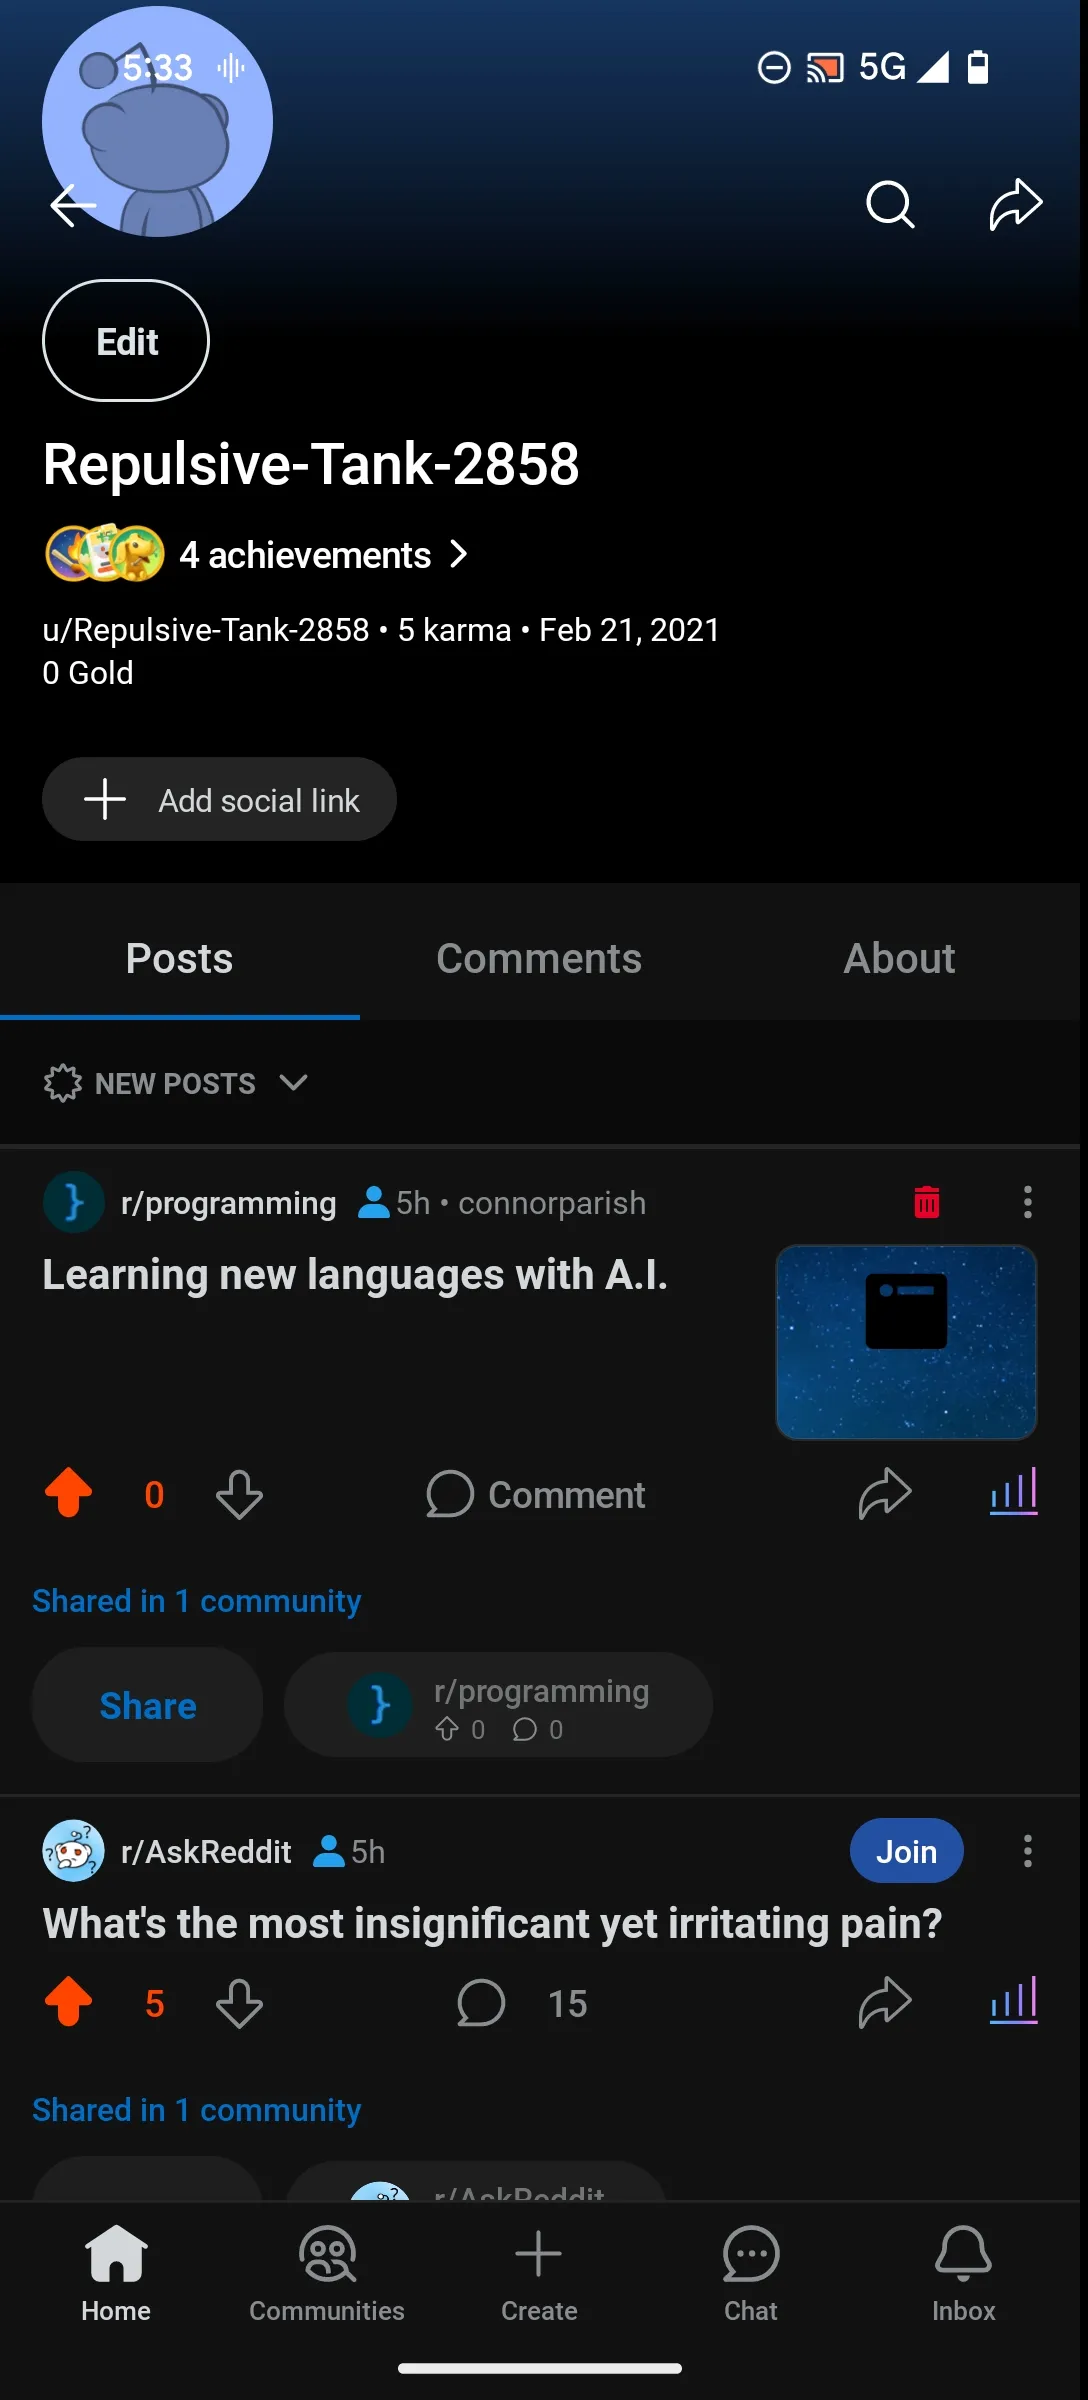 5:33 5G
Edit
Repulsive-Tank-2858
4 achievements
u/Repulsive-Tank-2858 • 5 karma • Feb 21, 2021
0 Gold
Add social link
Posts Comments About
NEW POSTS
r/programming 5h • connorparish
Learning new languages with A.I.
0 Comment
Shared in 1 community
Share
r/programming
0 0
r/AskReddit 5h Join
What's the most insignificant yet irritating pain?
5 15
Shared in 1 community
r/AskReddit
Home Communities Create Chat Inbox